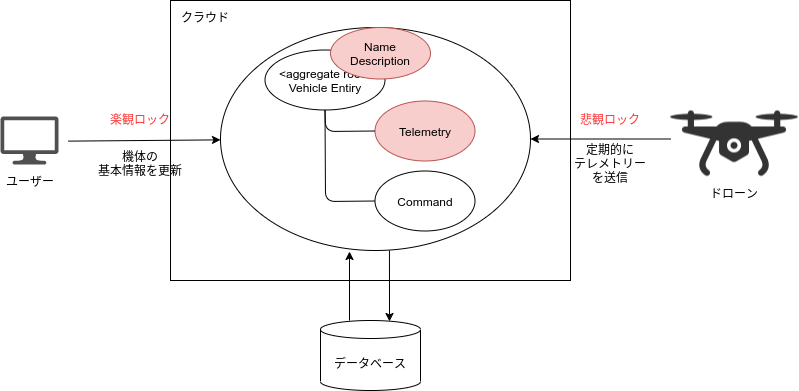 クラウド
Name
Description
<aggregate roo
Vehicle Entiry
楽観ロック
機体の
基本情報を更新
ユーザー
Telemetry
Command
悲観ロック
定期的に
テレメトリー
を送信
ドローン
データベース